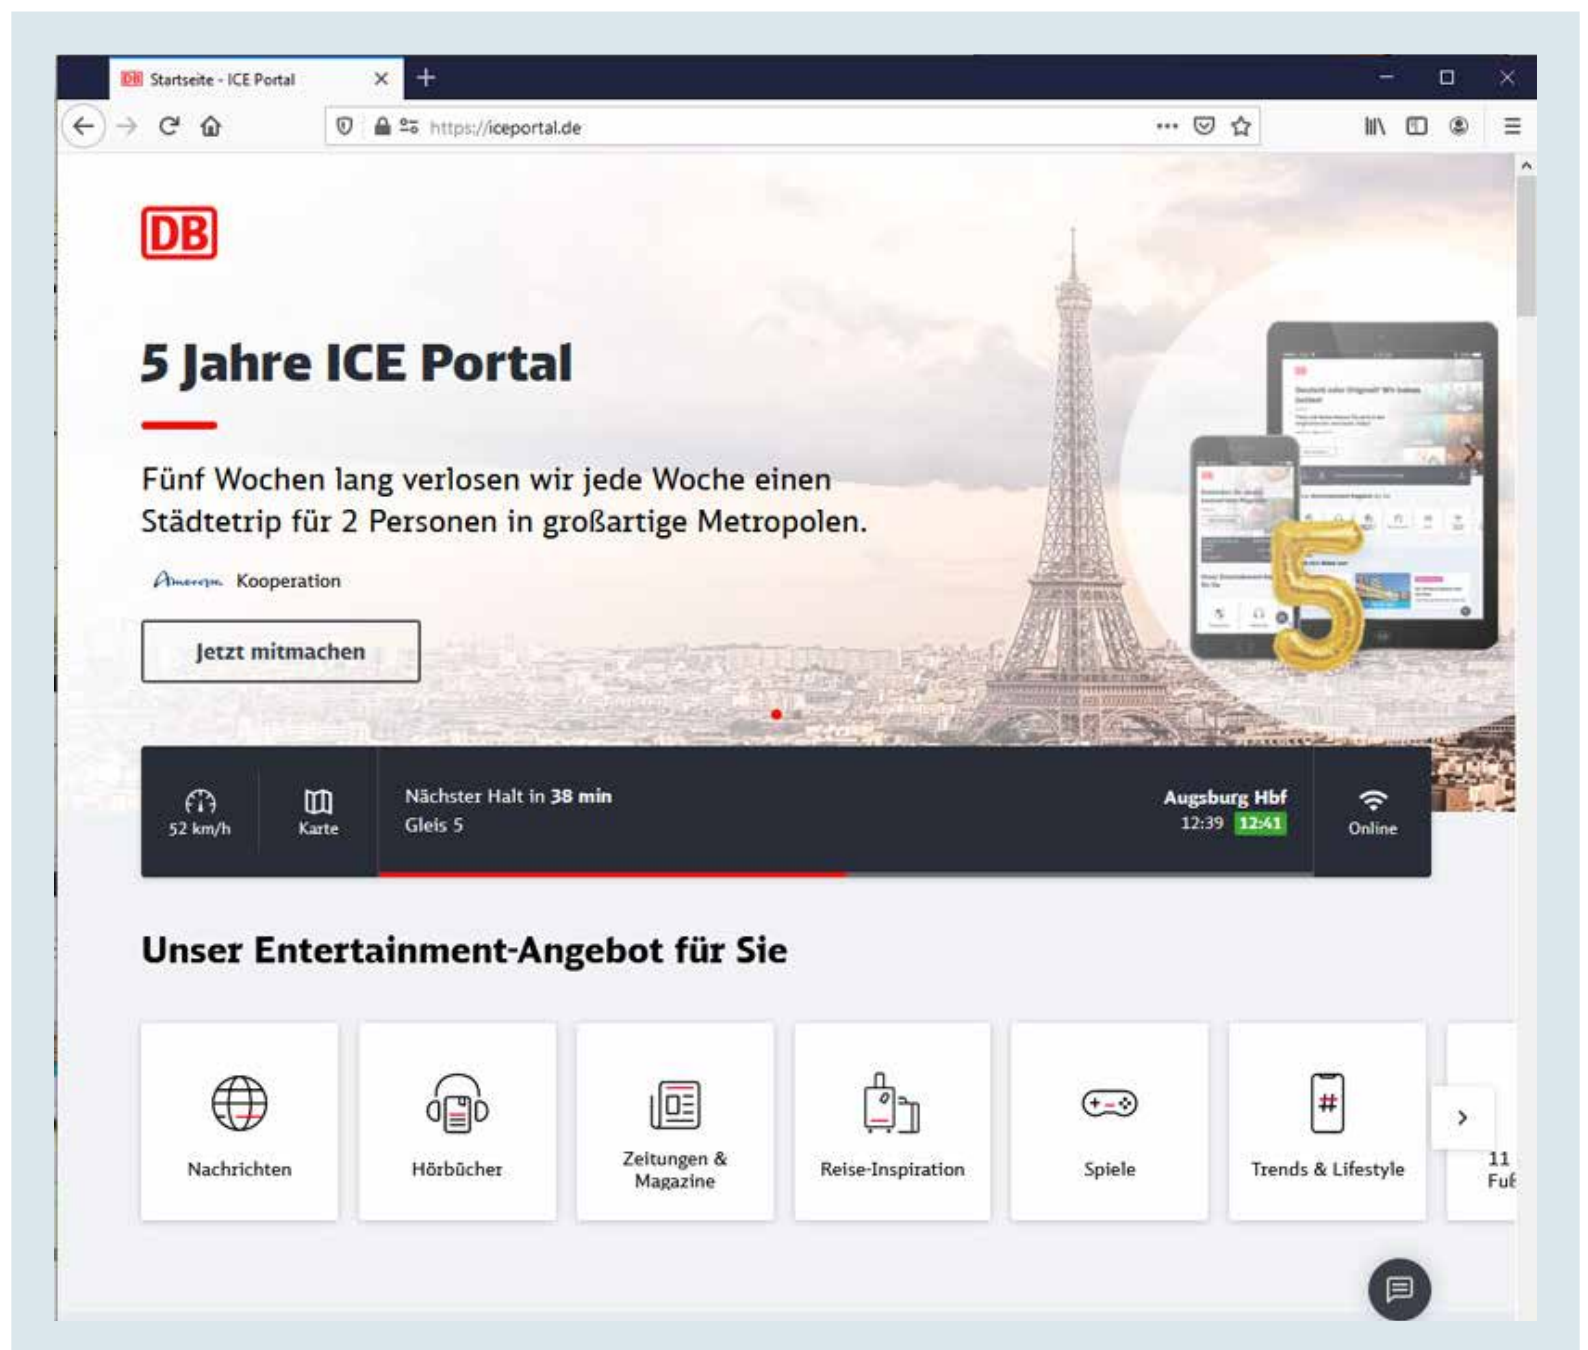 DB Startseite - ICE Portal
https://iceportal.de
DB
5 Jahre ICE Portal
Fünf Wochen lang verlosen wir jede Woche einen
Städtetrip für 2 Personen in großartige Metropolen.
Ameropa Kooperation
Jetzt mitmachen
5
52 km/h
Karte
Nächster Halt in 38 min
Gleis 5
Augsburg Hbf
12:39 12:41
Online
Unser Entertainment-Angebot für Sie
Nachrichten
Hörbücher
Zeitungen &
Magazine
Reise-Inspiration
Spiele
#
Trends & Lifestyle
11